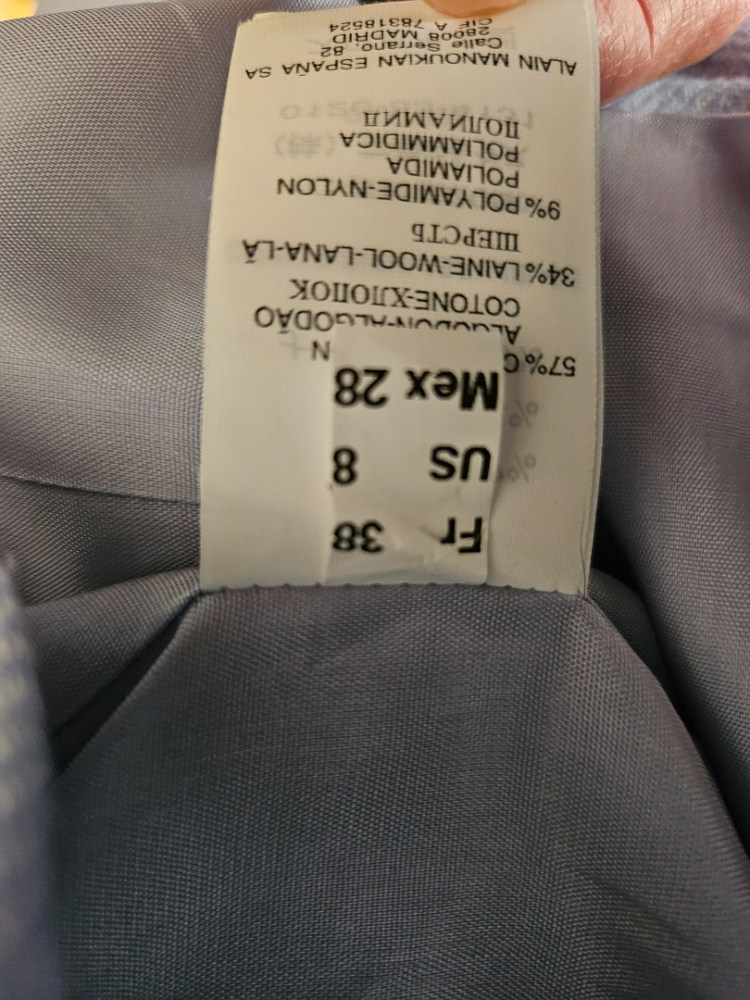 Fr 38
US 8
Mex 28
57% C N
ALGODON-ALGODÃO
COTONE-ХЛОПОК
34% LAINE-WOOL-LANA-LÃ
ШЕРСТЬ
9% POLYAMIDE-NYLON
POLIAMIDA
POLIAMMIDICA
ПОЛИАМИД
ALAIN MANOUKIAN ESPAÑA SA
Calle Serrano, 82
28006 MADRID
CIF A 78318524